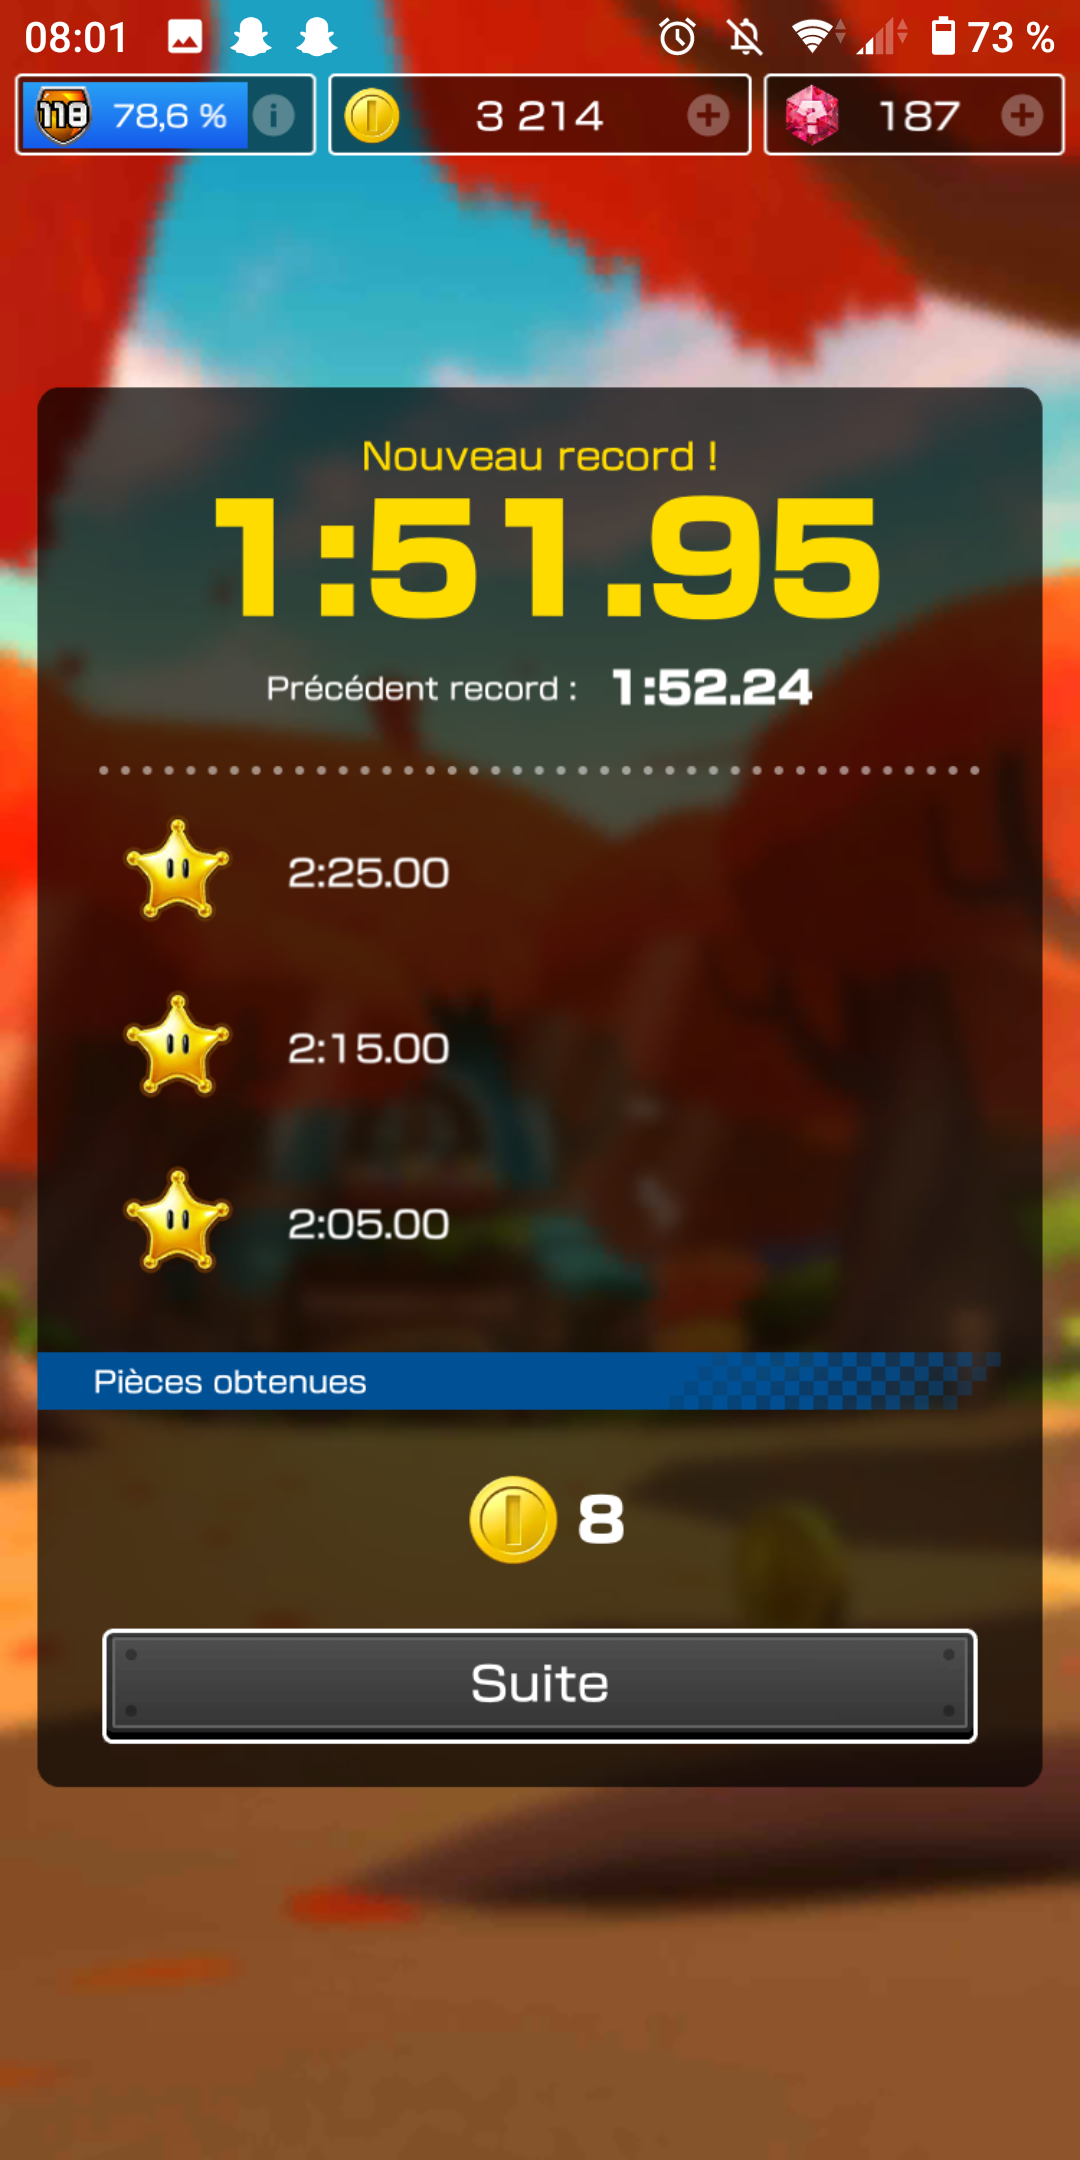 08:01 73 %
118 78,6 % i 3 214 + ? 187 +
Nouveau record !
1:51.95
Précédent record : 1:52.24
2:25.00
2:15.00
2:05.00
Pièces obtenues
8
Suite